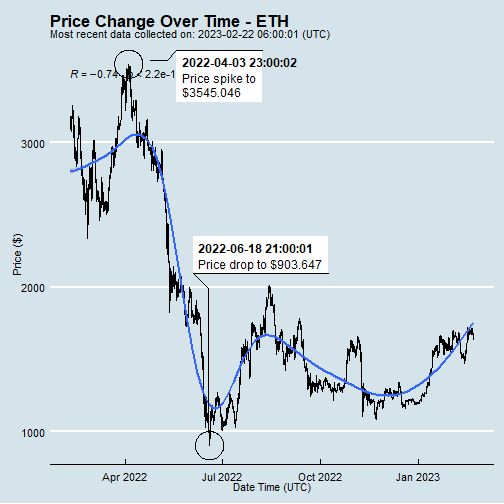 Price Change Over Time - ETH
Most recent data collected on: 2023-02-22 06:00:01 (UTC)
R = −0.74
< 2.2e-1
2022-04-03 23:00:02
Price spike to
$3545.046
3000
2022-06-18 21:00:01
Price drop to $903.647
Price ($)
2000
1000
Apr 2022
Jul 2022
Oct 2022
Jan 2023
Date Time (UTC)